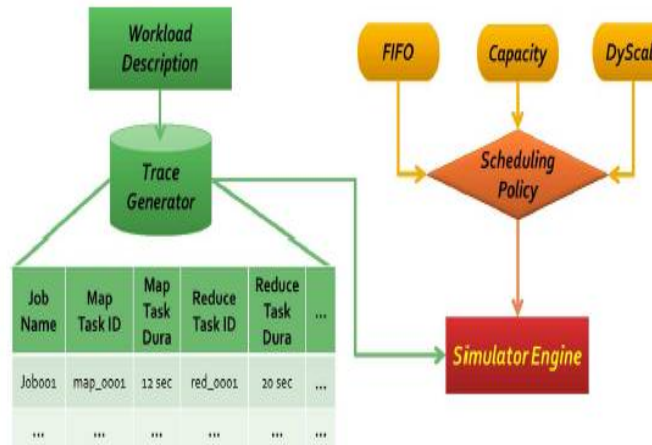 Workload
Description
FIFO
Capacity
DyScal
Trace
Generator
Scheduling
Policy
Job
Name
Map
Task ID
Map
Task
Dura
Reduce
Task ID
Reduce
Task
Dura
...
Job001
map_0001
12 sec
red_0001
20 sec
...
...
...
...
...
...
...
Simulator Engine